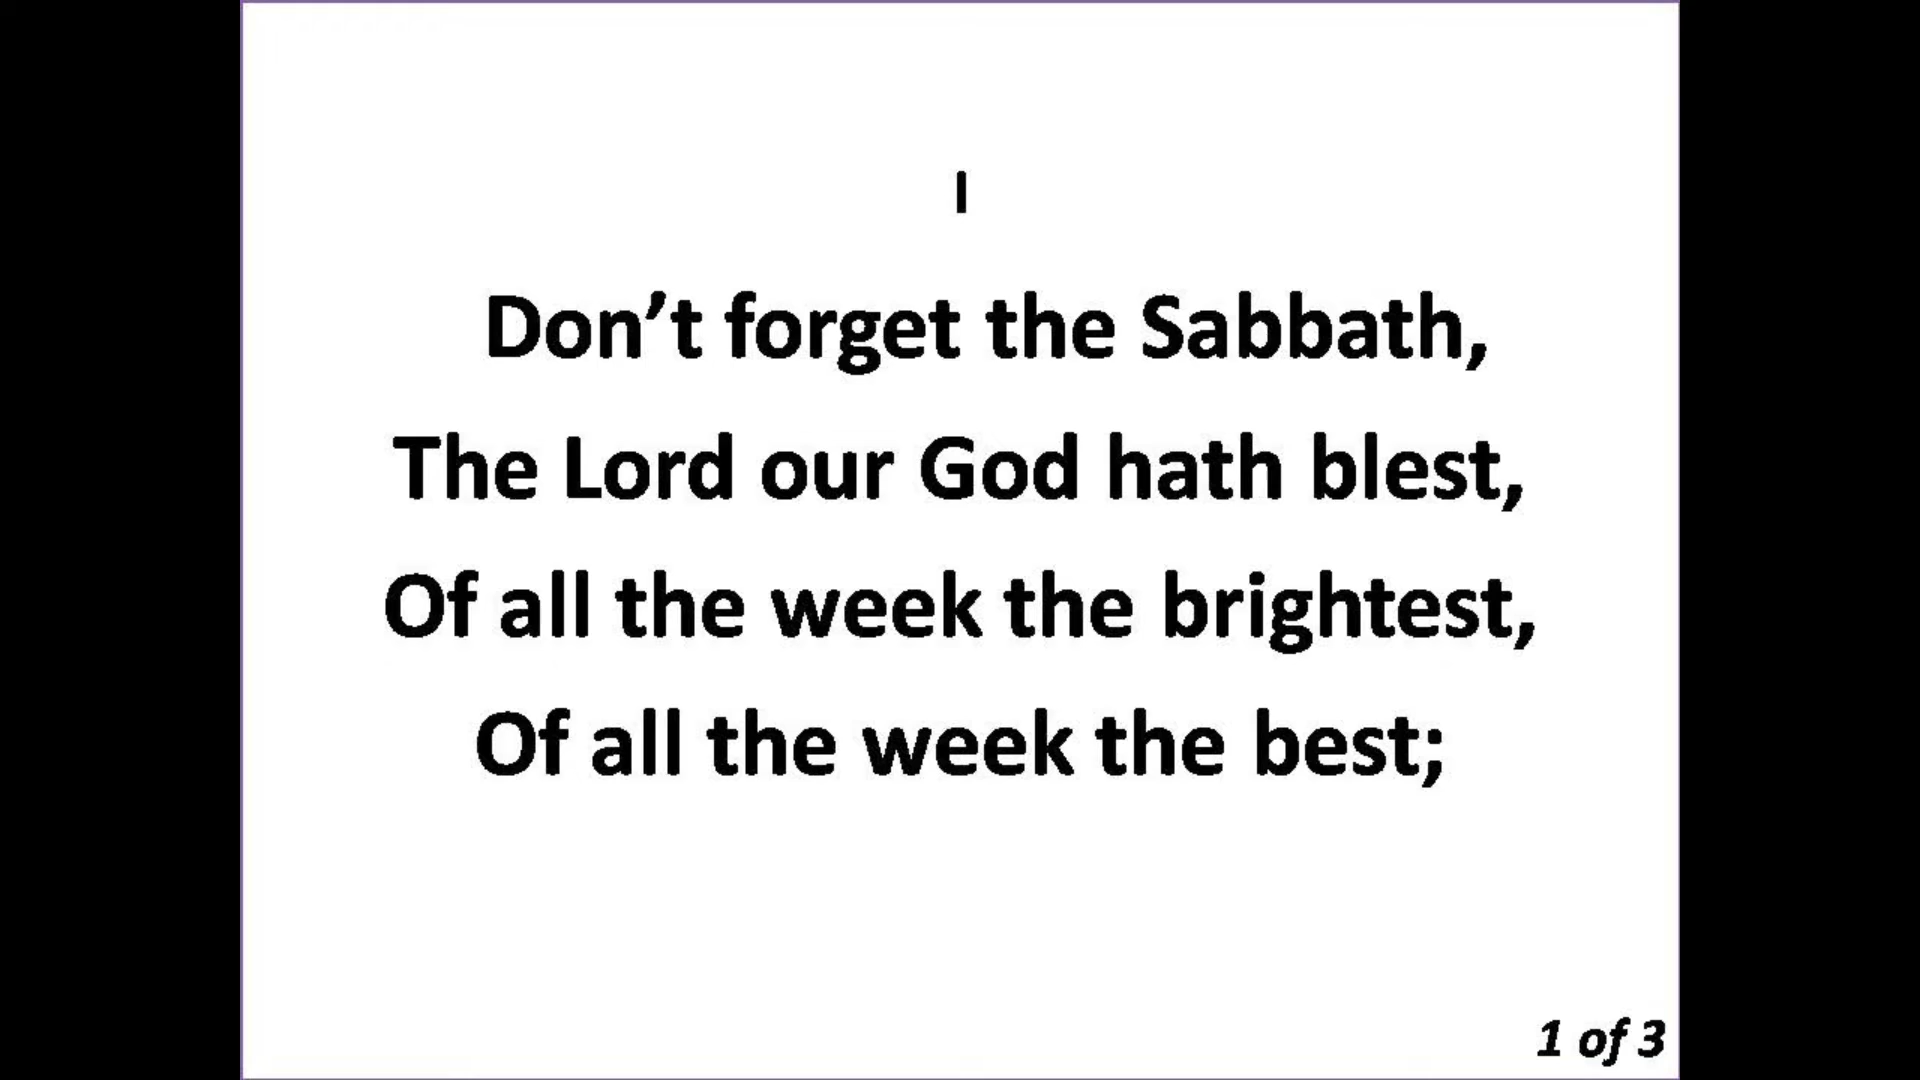 I
Don’t forget the Sabbath,
The Lord our God hath blest,
Of all the week the brightest,
Of all the week the best;
1 of 3